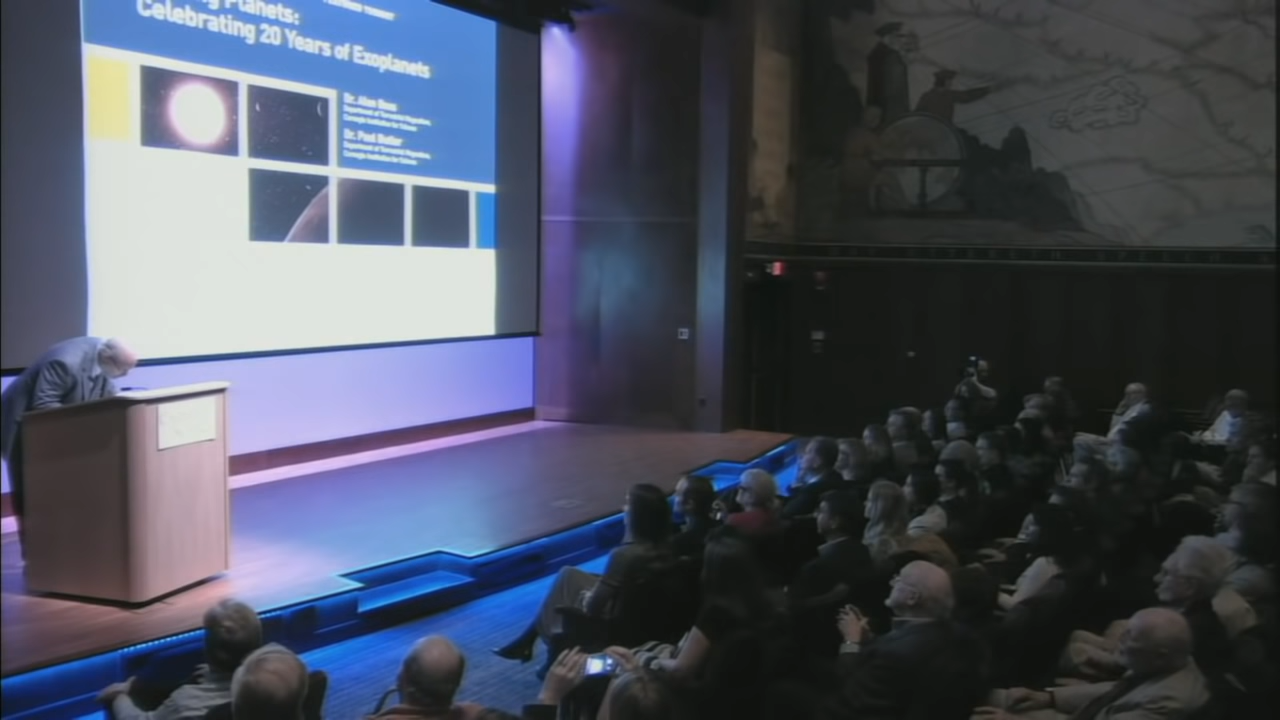 Planets:
Celebrating 20 Years of Exoplanets
Dr. Alan Boss
Department of Terrestrial Magnetism,
Carnegie Institution for Science
Dr. Paul Butler
Department of Terrestrial Magnetism,
Carnegie Institution for Science